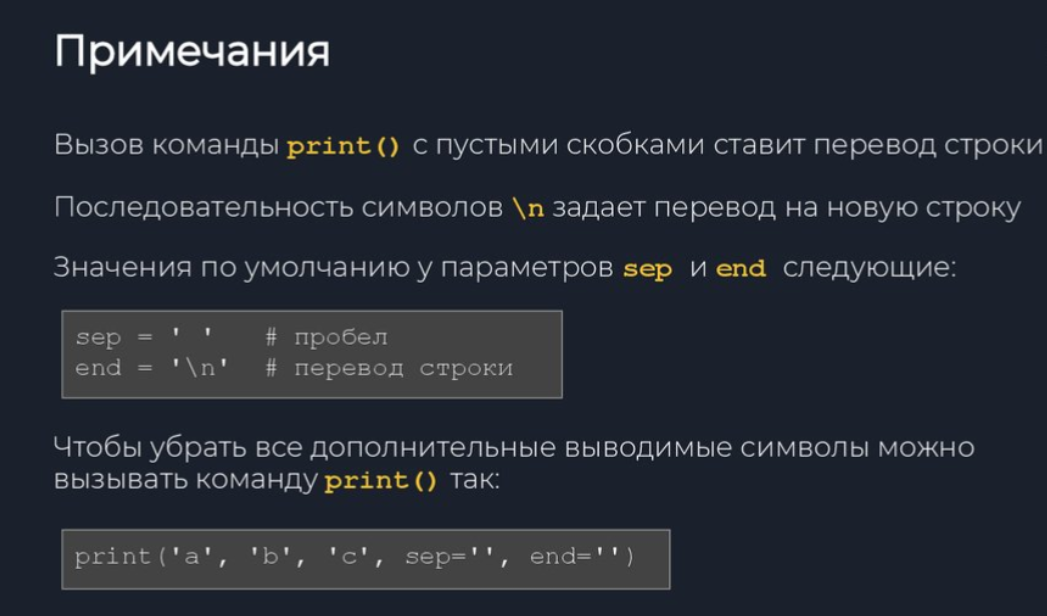 Примечания
Вызов команды print() с пустыми скобками ставит перевод строки
Последовательность символов \n задает перевод на новую строку
Значения по умолчанию у параметров sep и end следующие:
sep = ' '   # пробел
end = '\n'  # перевод строки
Чтобы убрать все дополнительные выводимые символы можно
вызывать команду print() так:
print('a', 'b', 'c', sep='', end='')